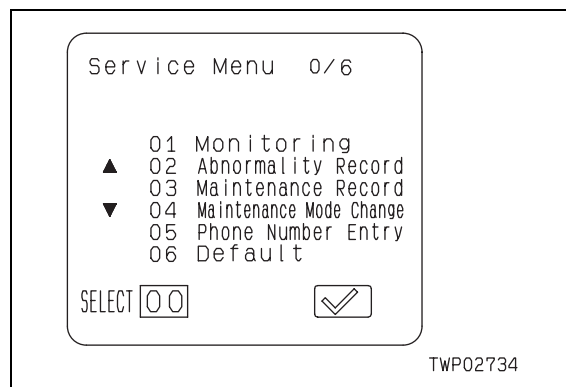 Service Menu 0/6
01 Monitoring
▲ 02 Abnormality Record
03 Maintenance Record
▼ 04 Maintenance Mode Change
05 Phone Number Entry
06 Default
SELECT 00
TWP02734